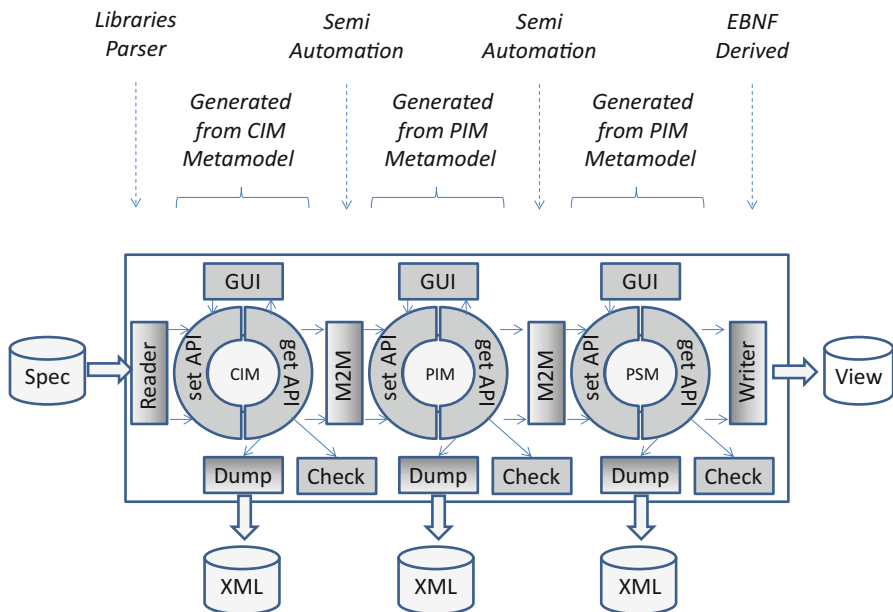 Libraries
Parser
Semi
Automation
Semi
Automation
EBNF
Derived
Generated
from CIM
Metamodel
Generated
from PIM
Metamodel
Generated
from PIM
Metamodel
GUI
GUI
GUI
Spec
Reader
set API
CIM
get API
M2M
set API
PIM
get API
M2M
set API
PSM
get API
Writer
View
Dump
Check
Dump
Check
Dump
Check
XML
XML
XML